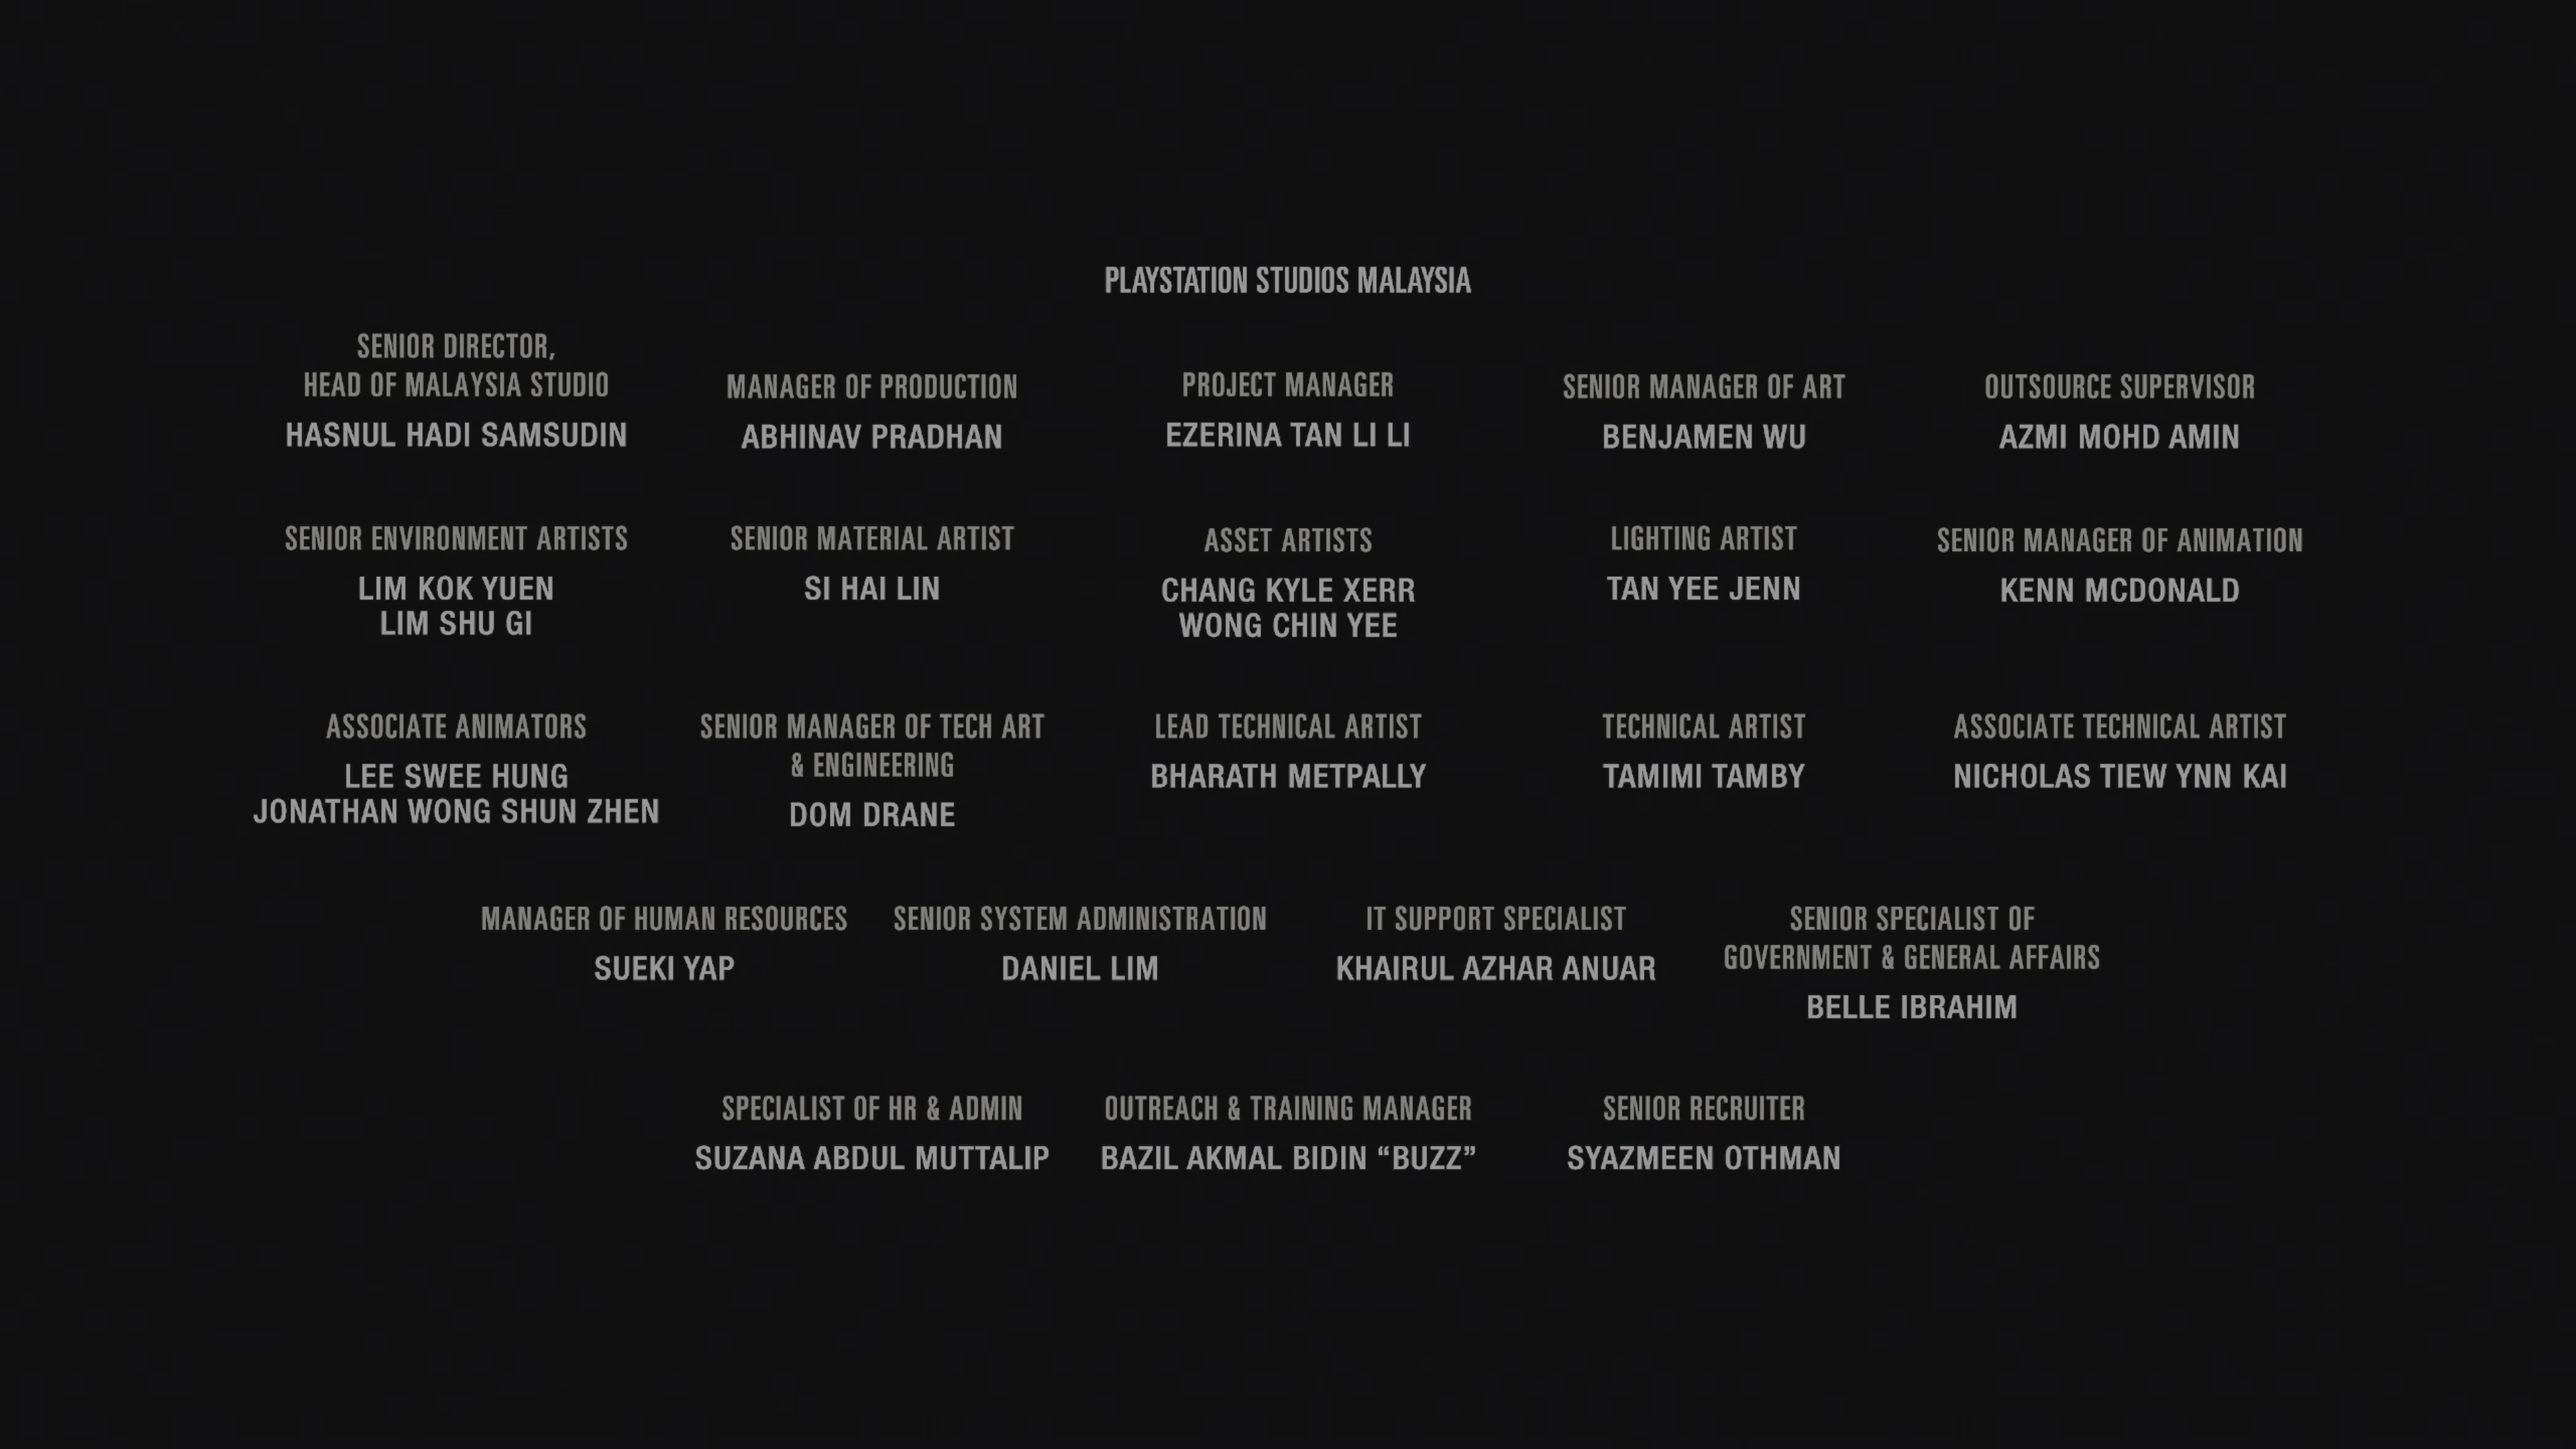 PLAYSTATION STUDIOS MALAYSIA
SENIOR DIRECTOR,
HEAD OF MALAYSIA STUDIO
HASNUL HADI SAMSUDIN
MANAGER OF PRODUCTION
ABHINAV PRADHAN
PROJECT MANAGER
EZERINA TAN LI LI
SENIOR MANAGER OF ART
BENJAMEN WU
OUTSOURCE SUPERVISOR
AZMI MOHD AMIN
SENIOR ENVIRONMENT ARTISTS
LIM KOK YUEN
LIM SHU GI
SENIOR MATERIAL ARTIST
SI HAI LIN
ASSET ARTISTS
CHANG KYLE XERR
WONG CHIN YEE
LIGHTING ARTIST
TAN YEE JENN
SENIOR MANAGER OF ANIMATION
KENN MCDONALD
ASSOCIATE ANIMATORS
LEE SWEE HUNG
JONATHAN WONG SHUN ZHEN
SENIOR MANAGER OF TECH ART
& ENGINEERING
DOM DRANE
LEAD TECHNICAL ARTIST
BHARATH METPALLY
TECHNICAL ARTIST
TAMIMI TAMBY
ASSOCIATE TECHNICAL ARTIST
NICHOLAS TIEW YNN KAI
MANAGER OF HUMAN RESOURCES
SUEKI YAP
SENIOR SYSTEM ADMINISTRATION
DANIEL LIM
IT SUPPORT SPECIALIST
KHAIRUL AZHAR ANUAR
SENIOR SPECIALIST OF
GOVERNMENT & GENERAL AFFAIRS
BELLE IBRAHIM
SPECIALIST OF HR & ADMIN
SUZANA ABDUL MUTTALIP
OUTREACH & TRAINING MANAGER
BAZIL AKMAL BIDIN “BUZZ”
SENIOR RECRUITER
SYAZMEEN OTHMAN